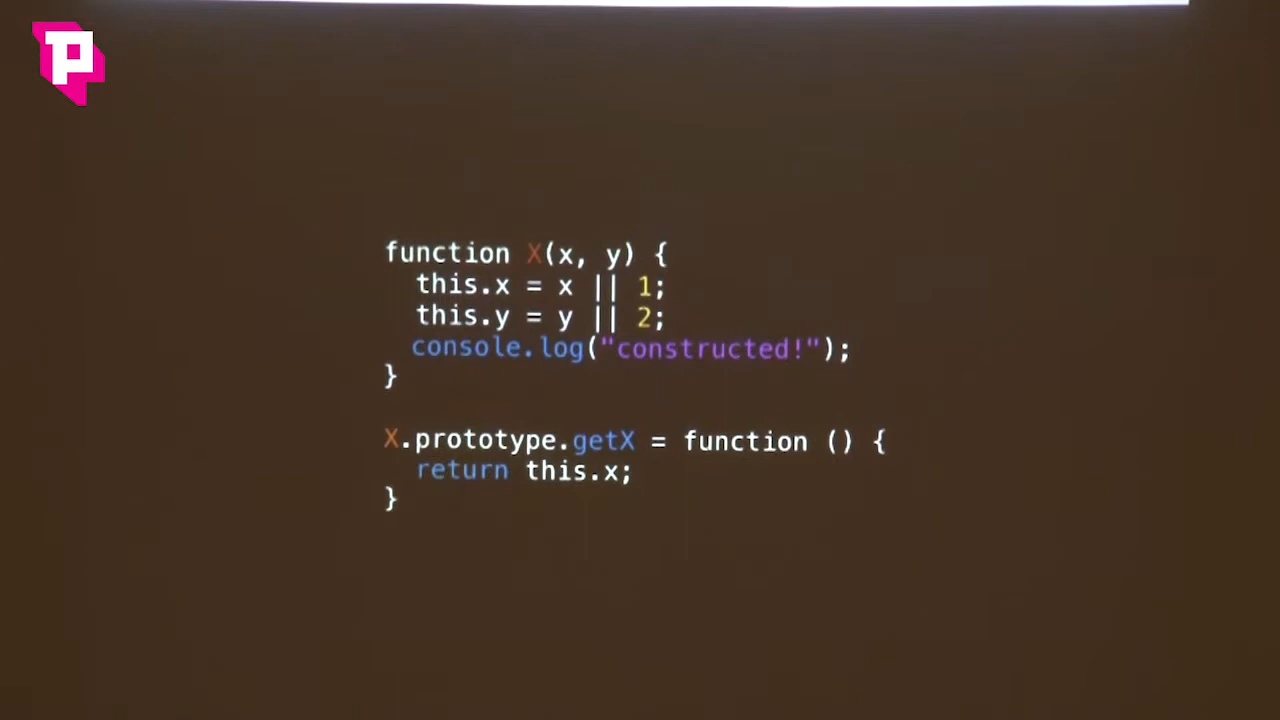 P
function X(x, y) {
  this.x = x || 1;
  this.y = y || 2;
  console.log("constructed!");
}

X.prototype.getX = function () {
  return this.x;
}